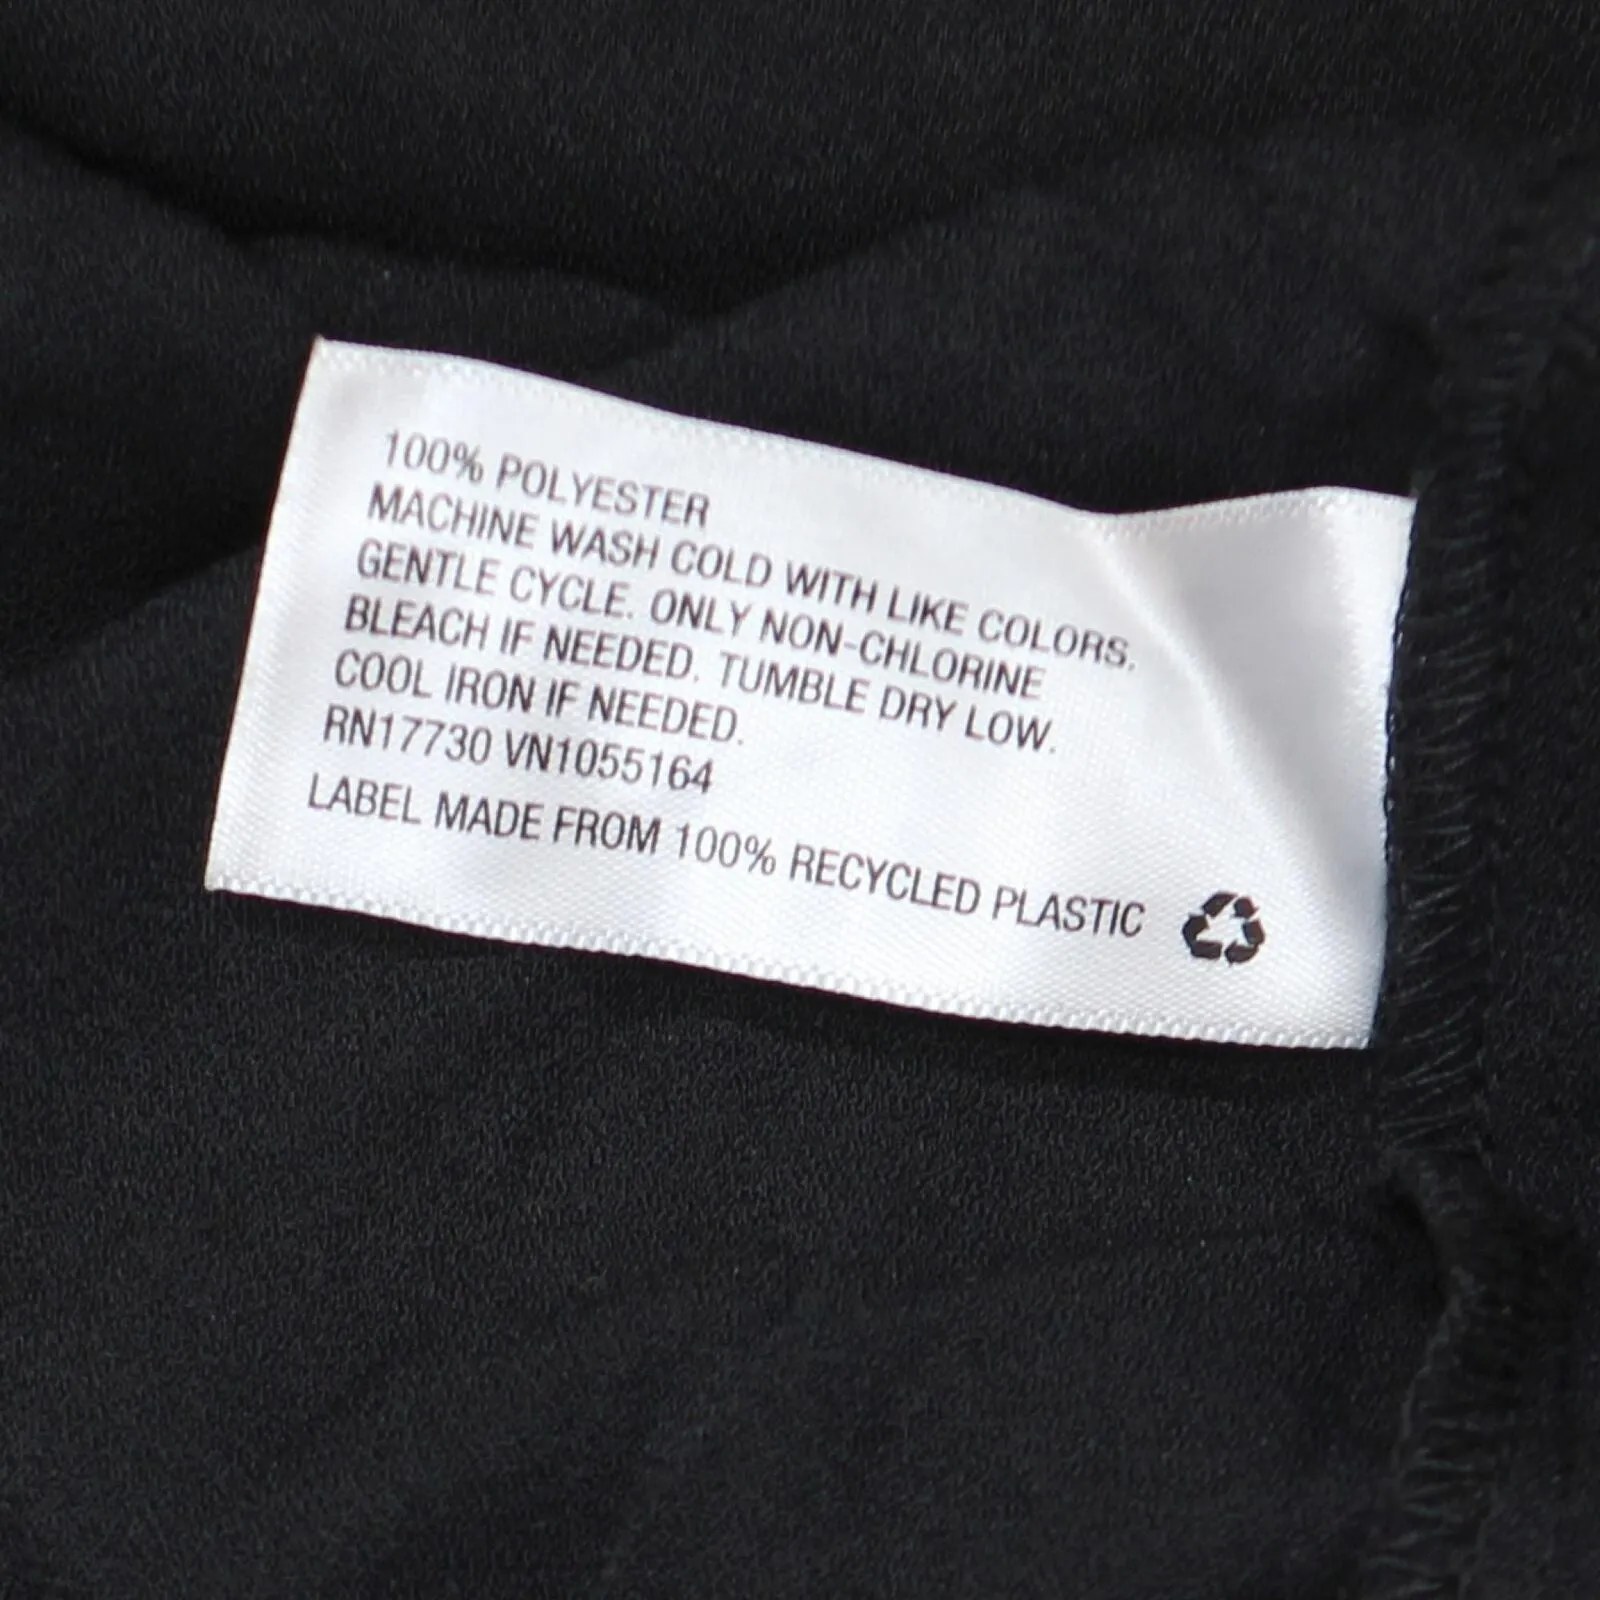 100% POLYESTER
MACHINE WASH COLD WITH LIKE COLORS.
GENTLE CYCLE. ONLY NON-CHLORINE
BLEACH IF NEEDED. TUMBLE DRY LOW.
COOL IRON IF NEEDED.
RN17730 VN1055164
LABEL MADE FROM 100% RECYCLED PLASTIC